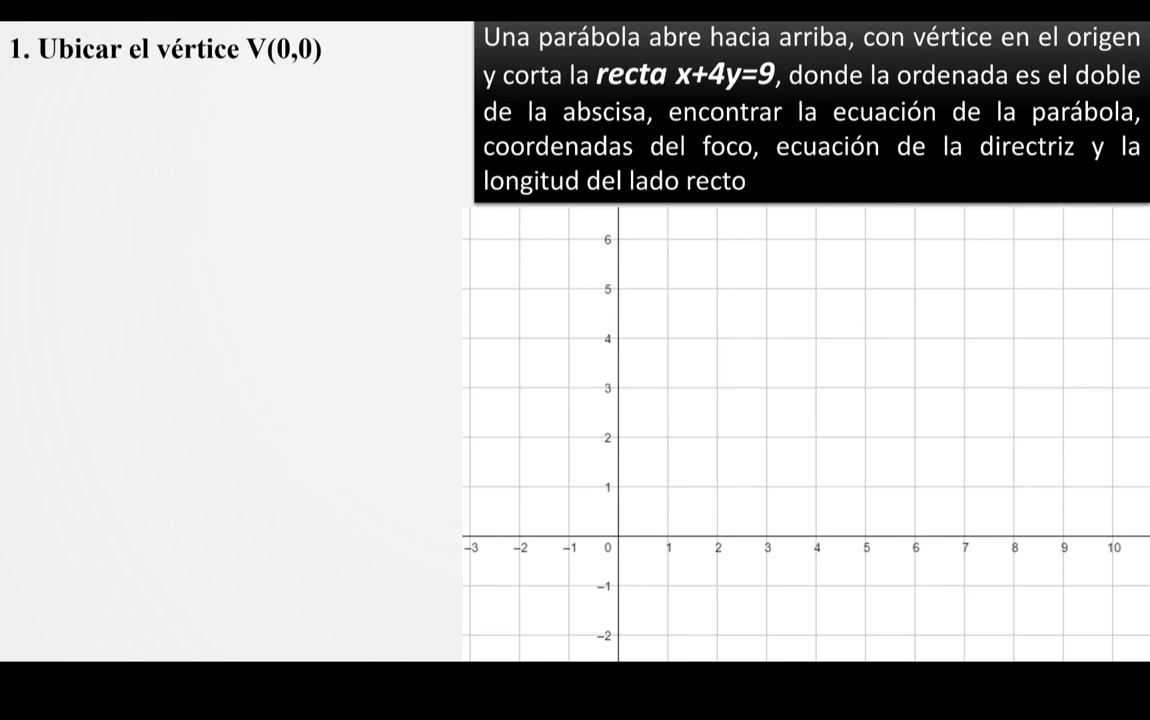 1. Ubicar el vértice V(0,0)
Una parábola abre hacia arriba, con vértice en el origen
y corta la recta x+4y=9, donde la ordenada es el doble
de la abscisa, encontrar la ecuación de la parábola,
coordenadas del foco, ecuación de la directriz y la
longitud del lado recto
6
5
4
3
2
1
−3 −2 −1 0 1 2 3 4 5 6 7 8 9 10
−1
−2